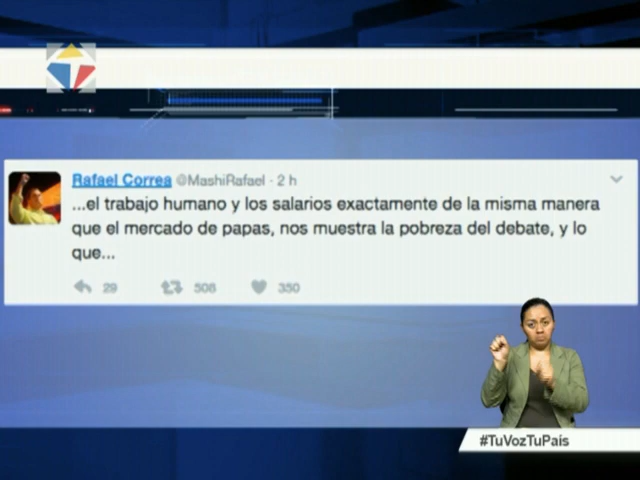 Rafael Correa @MashiRafael · 2 h
...el trabajo humano y los salarios exactamente de la misma manera
que el mercado de papas, nos muestra la pobreza del debate, y lo
que...
29 508 350
#TuVozTuPaís